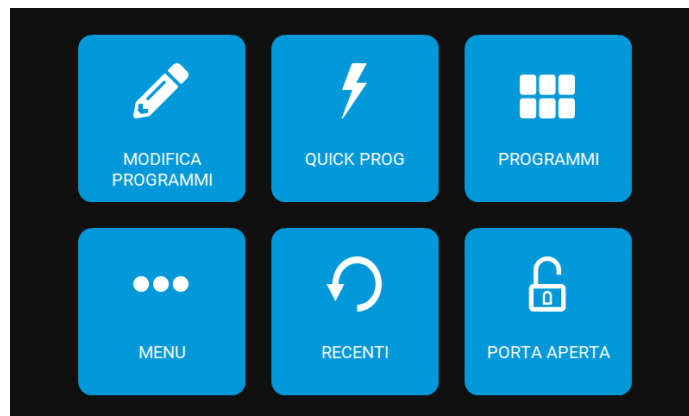 MODIFICA
PROGRAMMI
QUICK PROG
PROGRAMMI
MENU
RECENTI
PORTA APERTA